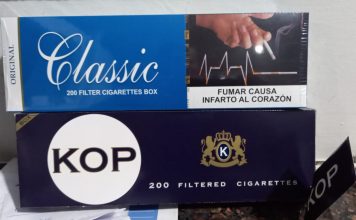 ORIGINAL
Classic
200 FILTER CIGARETTES BOX
FUMAR CAUSA
INFARTO AL CORAZÓN
KOP
K
200 FILTERED CIGARETTES
KOP